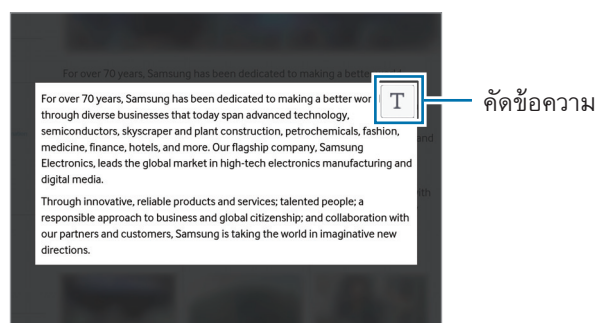 For over 70 years, Samsung has been dedicated to making a better
For over 70 years, Samsung has been dedicated to making a better wor
T
คัดข้อความ
through diverse businesses that today span advanced technology,
semiconductors, skyscraper and plant construction, petrochemicals, fashion,
and
medicine, finance, hotels, and more. Our flagship company, Samsung
Electronics, leads the global market in high-tech electronics manufacturing and
digital media.
Through innovative, reliable products and services; talented people; a
with
responsible approach to business and global citizenship; and collaboration with
our partners and customers, Samsung is taking the world in imaginative new
directions.